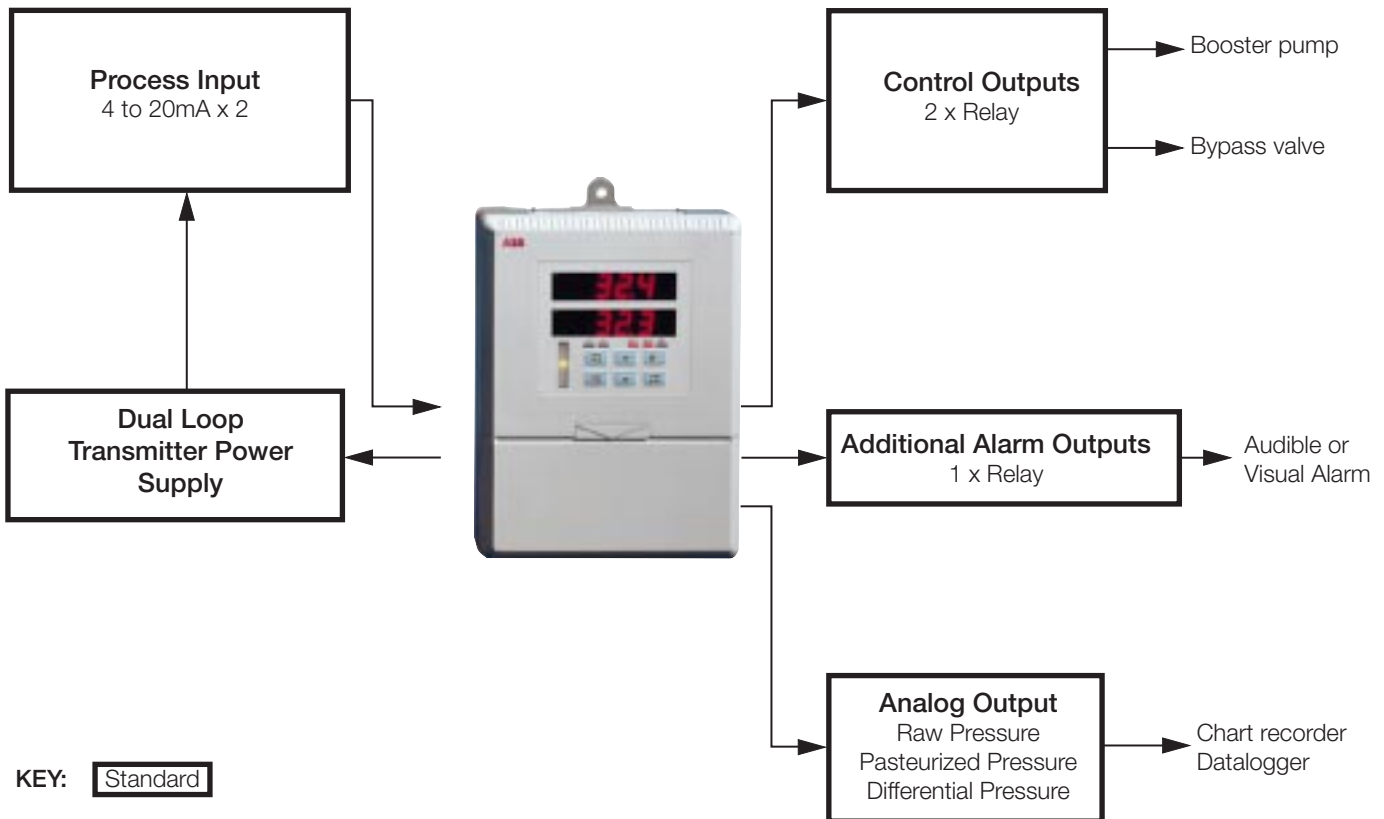 Process Input
4 to 20mA x 2
Control Outputs
2 x Relay
Booster pump
Bypass valve
ABB
324
323
Dual Loop
Transmitter Power
Supply
Additional Alarm Outputs
1 x Relay
Audible or
Visual Alarm
Analog Output
Raw Pressure
Pasteurized Pressure
Differential Pressure
Chart recorder
Datalogger
KEY: Standard